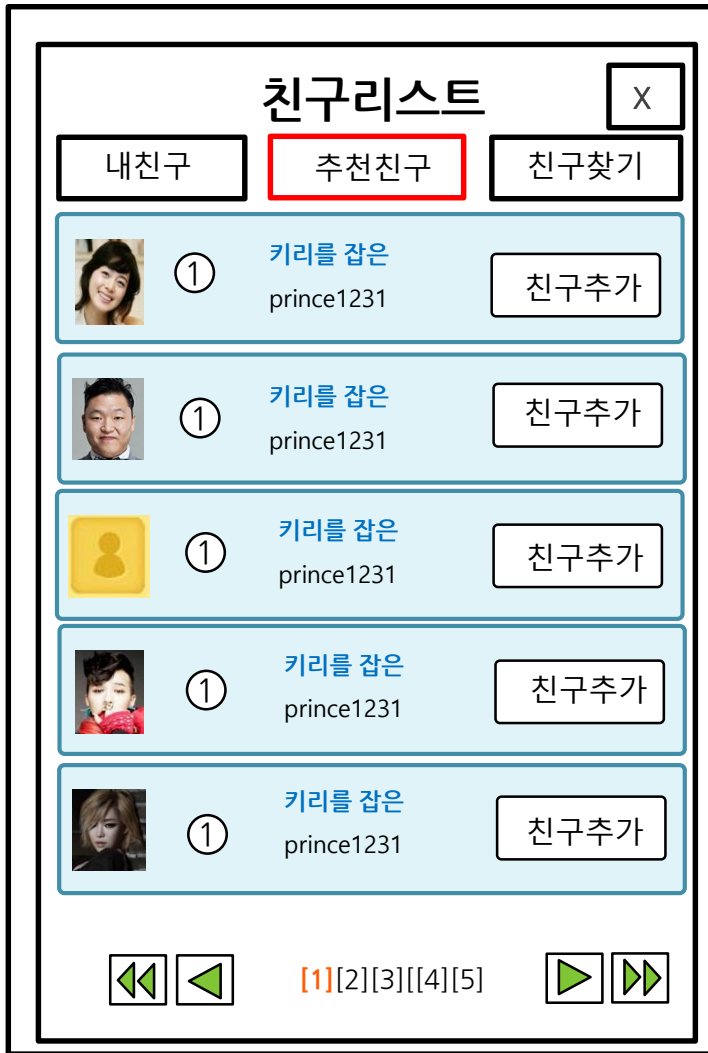 친구리스트
X
내친구
추천친구
친구찾기
①
키리를 잡은
prince1231
친구추가
①
키리를 잡은
prince1231
친구추가
①
키리를 잡은
prince1231
친구추가
①
키리를 잡은
prince1231
친구추가
①
키리를 잡은
prince1231
친구추가
[1][2][3][[4][5]